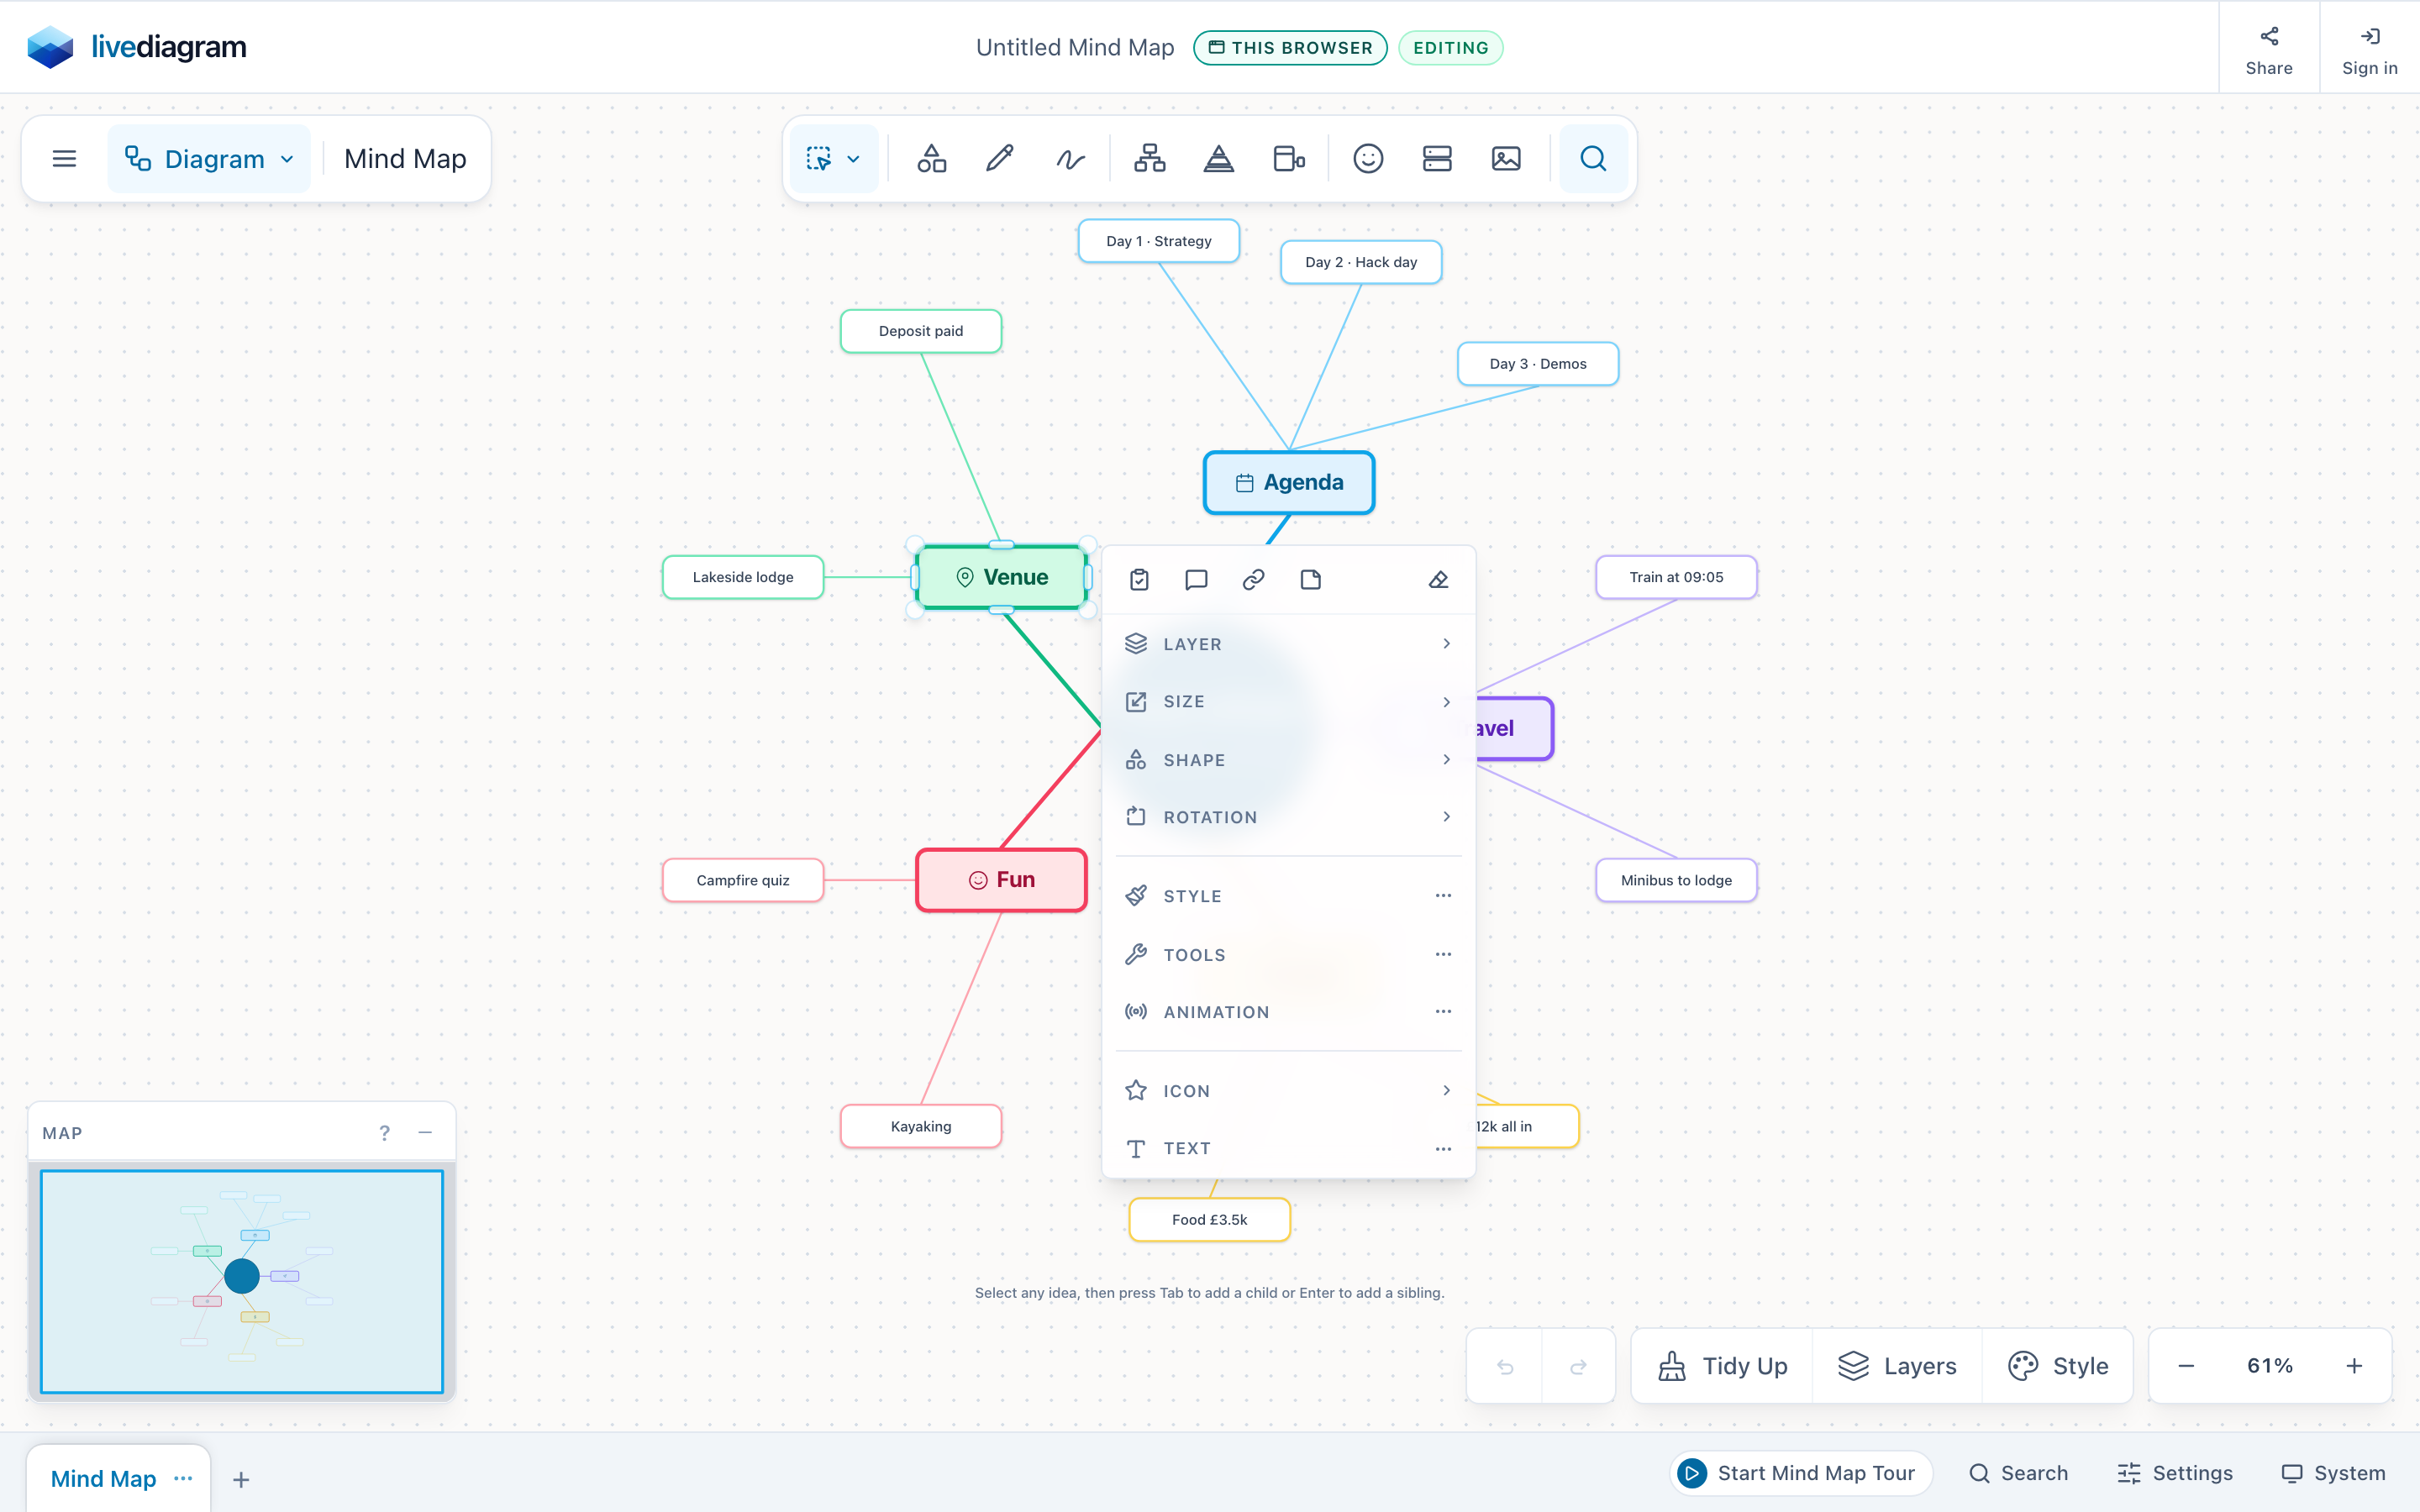 livediagram
Untitled Mind Map
THIS BROWSER
EDITING
Share
Sign in
Diagram
Mind Map
Day 1 · Strategy
Day 2 · Hack day
Deposit paid
Day 3 · Demos
Agenda
Lakeside lodge
Venue
Train at 09:05
LAYER
SIZE
SHAPE
ROTATION
STYLE
TOOLS
ANIMATION
ICON
TEXT
Fun
Campfire quiz
Minibus to lodge
Kayaking
12k all in
Food £3.5k
Select any idea, then press Tab to add a child or Enter to add a sibling.
MAP
?
Tidy Up
Layers
Style
61%
Mind Map
Start Mind Map Tour
Search
Settings
System